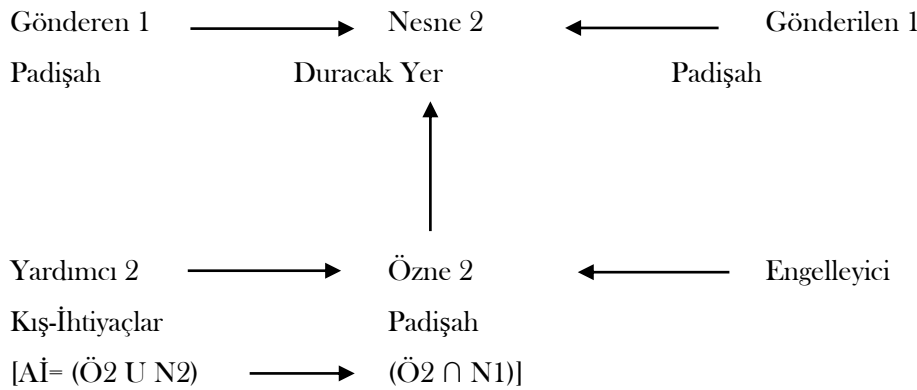 Gönderen 1 Nesne 2 Gönderilen 1
Padişah Duracak Yer Padişah
Yardımcı 2 Özne 2 Engelleyici
Kış-İhtiyaçlar Padişah
[Aİ= (Ö2 U N2) (Ö2 ∩ N1)]